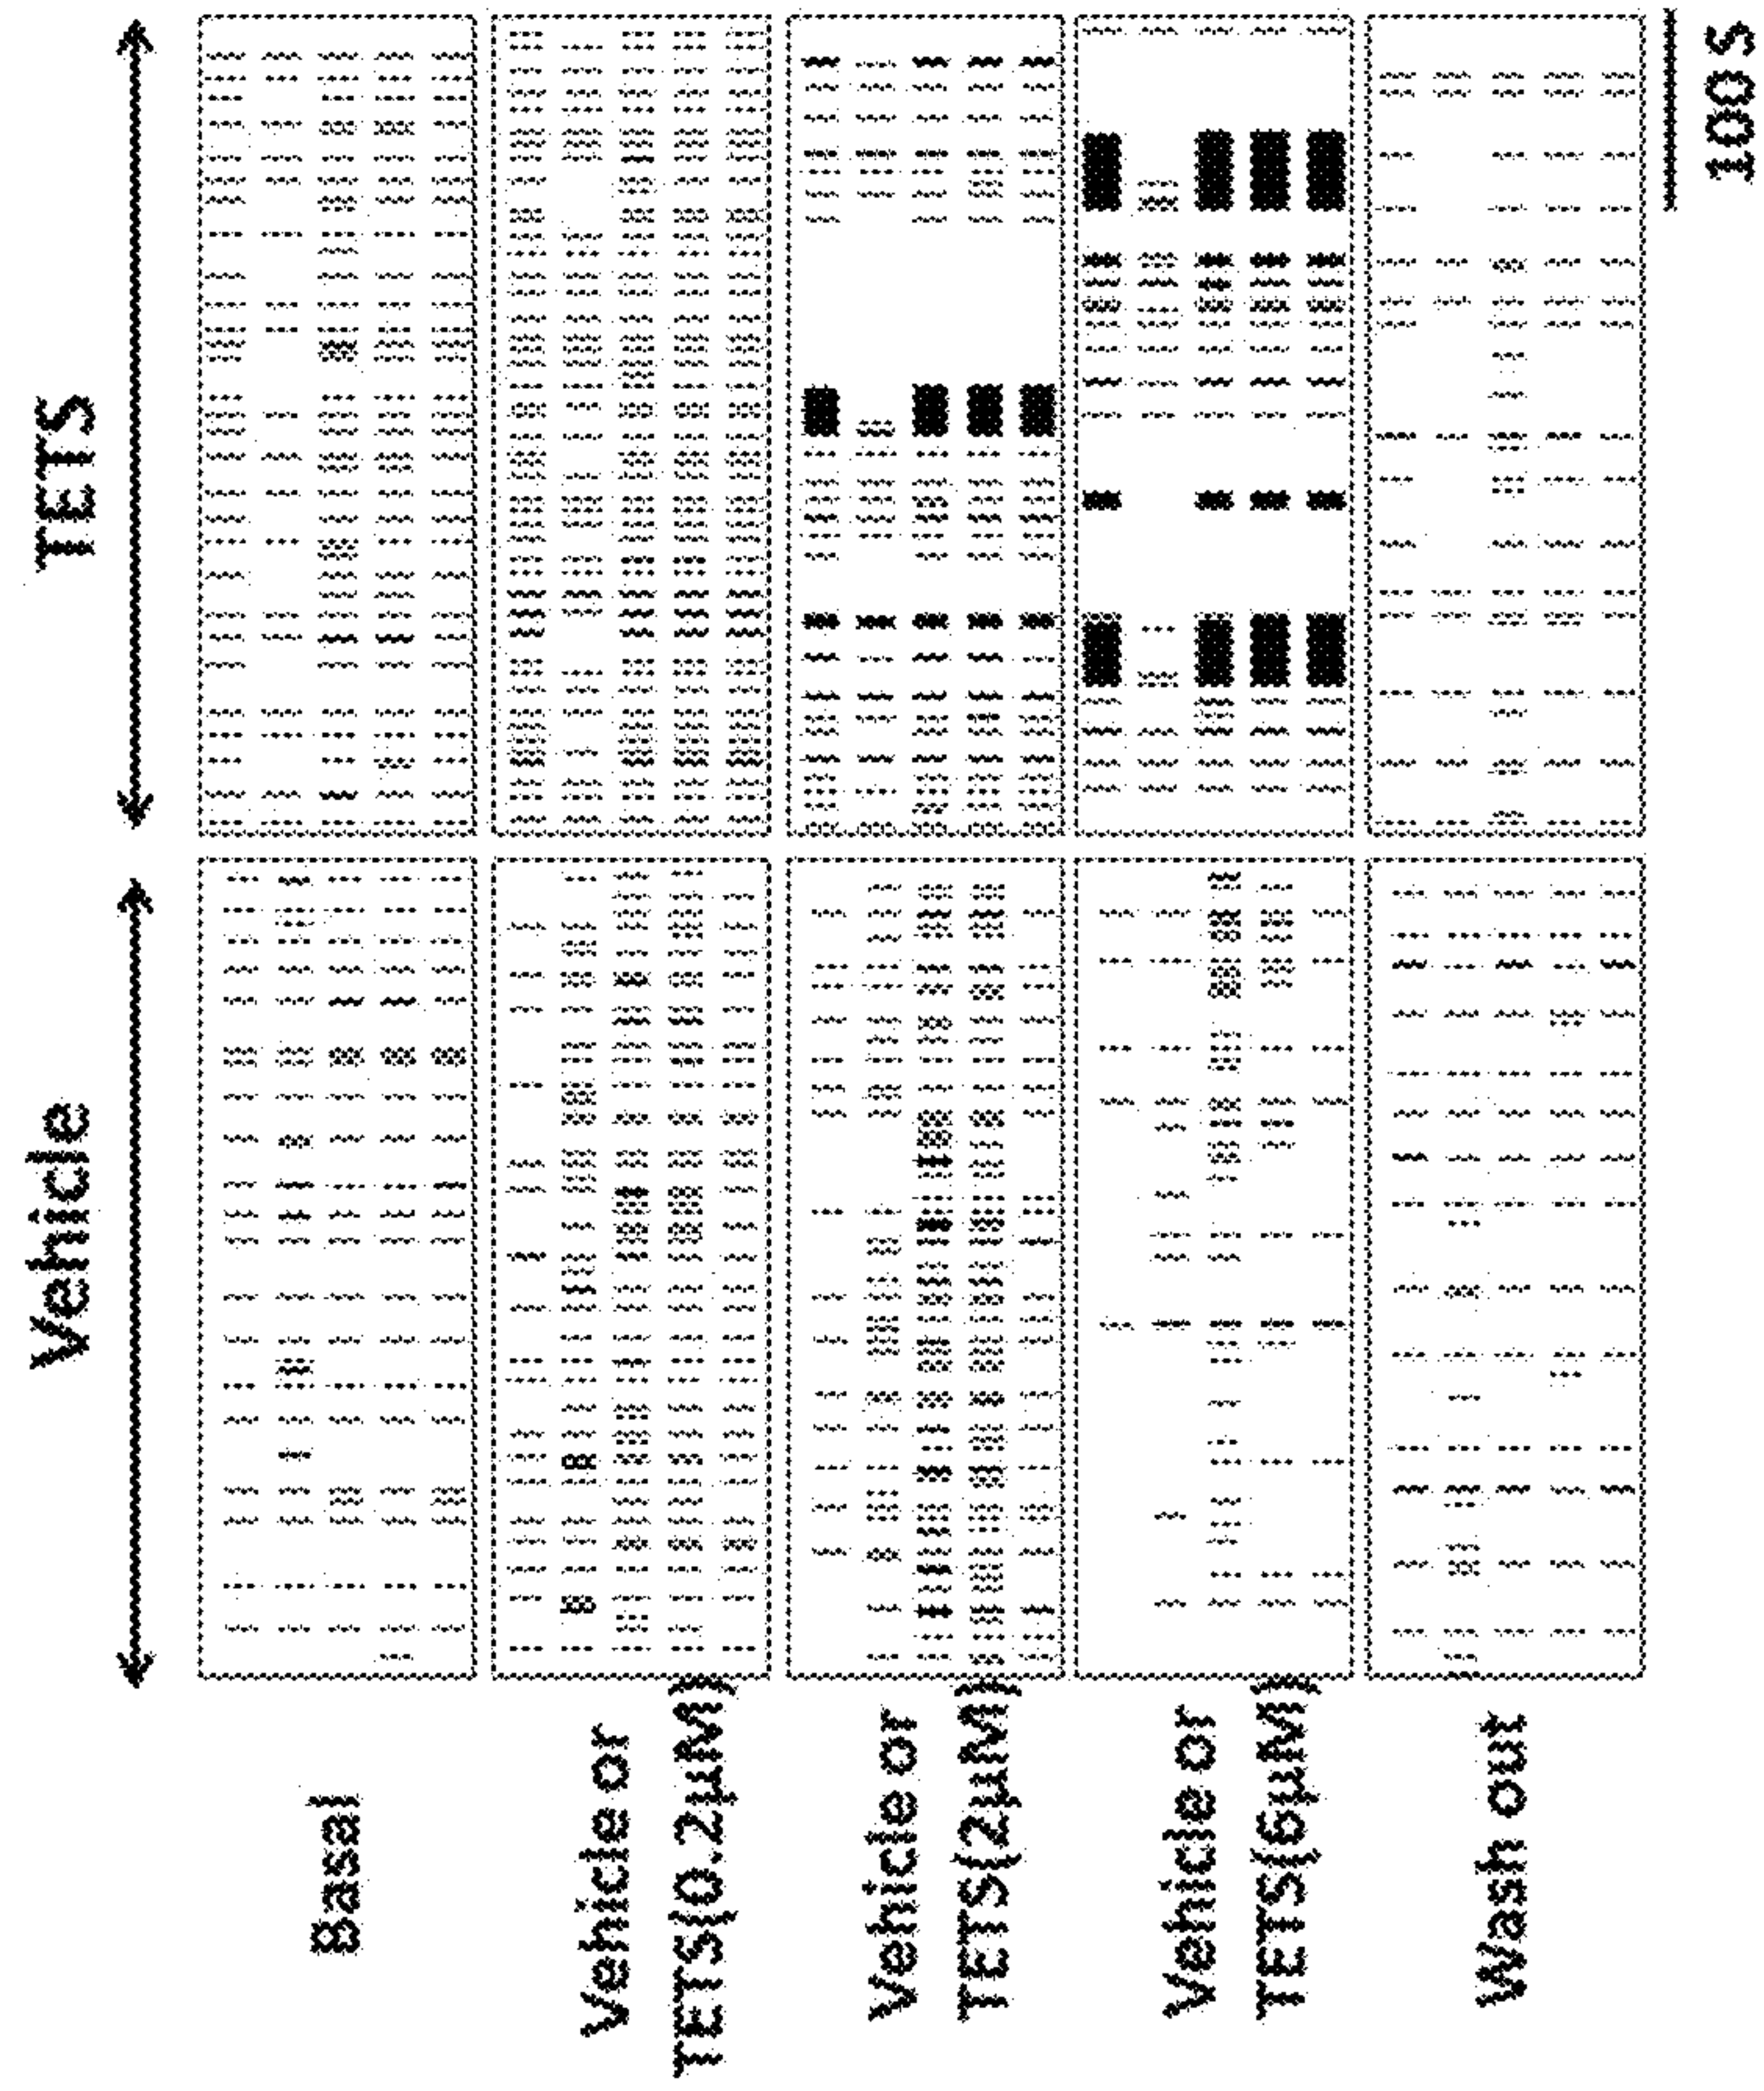 Vehicle
TETS
Basal
Vehicle or
TETS(0.2µM)
Vehicle or
TETS(2µM)
Vehicle or
TETS(6µM)
Wash out
100 S